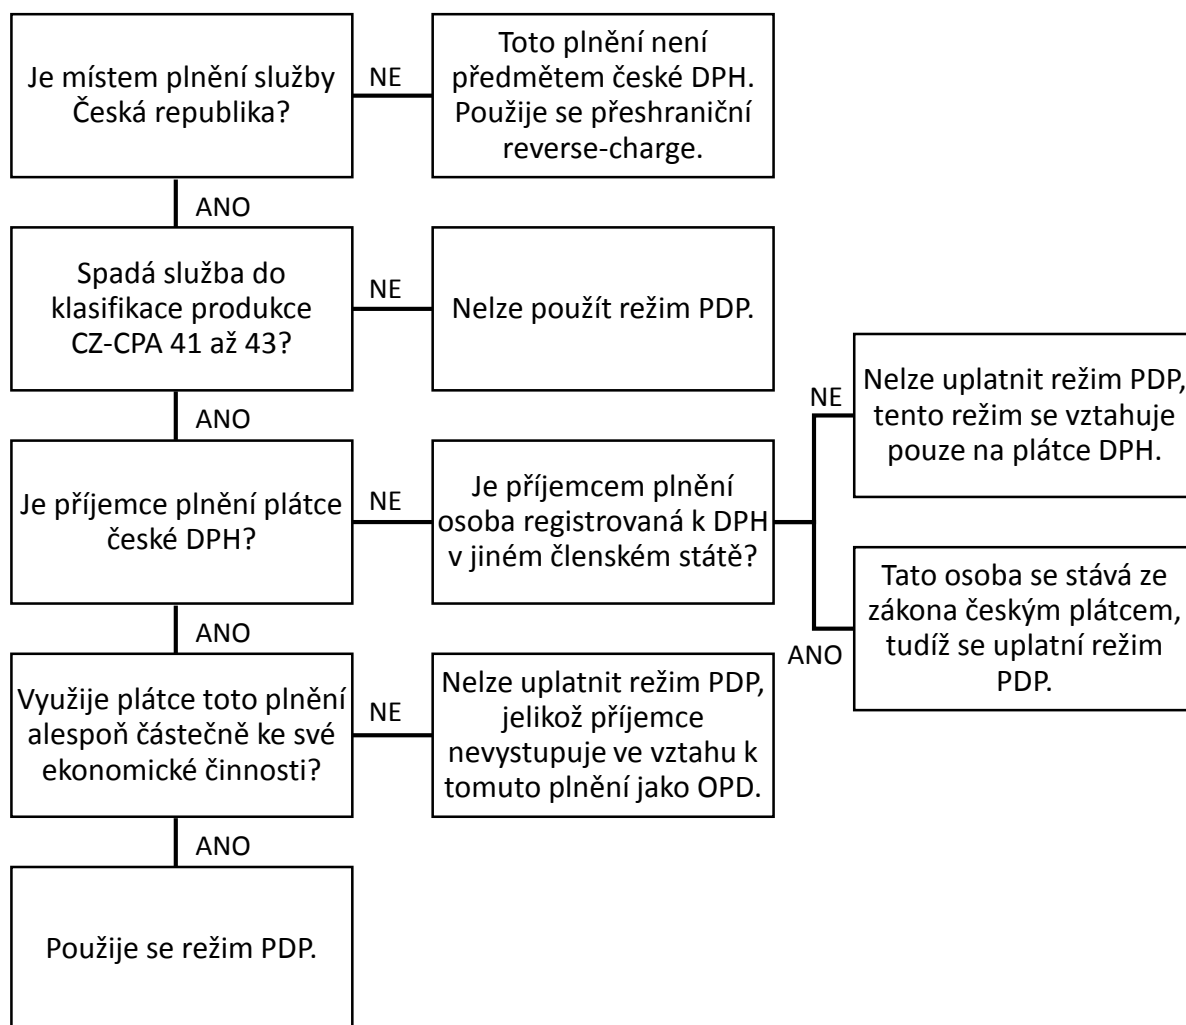 Je místem plnění služby
Česká republika?
NE
Toto plnění není
předmětem české DPH.
Použije se přeshraniční
reverse-charge.
ANO
Spadá služba do
klasifikace produkce
CZ-CPA 41 až 43?
NE
Nelze použít režim PDP.
ANO
Je příjemce plnění plátce
české DPH?
NE
Je příjemcem plnění
osoba registrovaná k DPH
v jiném členském státě?
NE
Nelze uplatnit režim PDP,
tento režim se vztahuje
pouze na plátce DPH.
ANO
Tato osoba se stává ze
zákona českým plátcem,
tudíž se uplatní režim
PDP.
ANO
Využije plátce toto plnění
alespoň částečně ke své
ekonomické činnosti?
NE
Nelze uplatnit režim PDP,
jelikož příjemce
nevystupuje ve vztahu k
tomuto plnění jako OPD.
ANO
Použije se režim PDP.